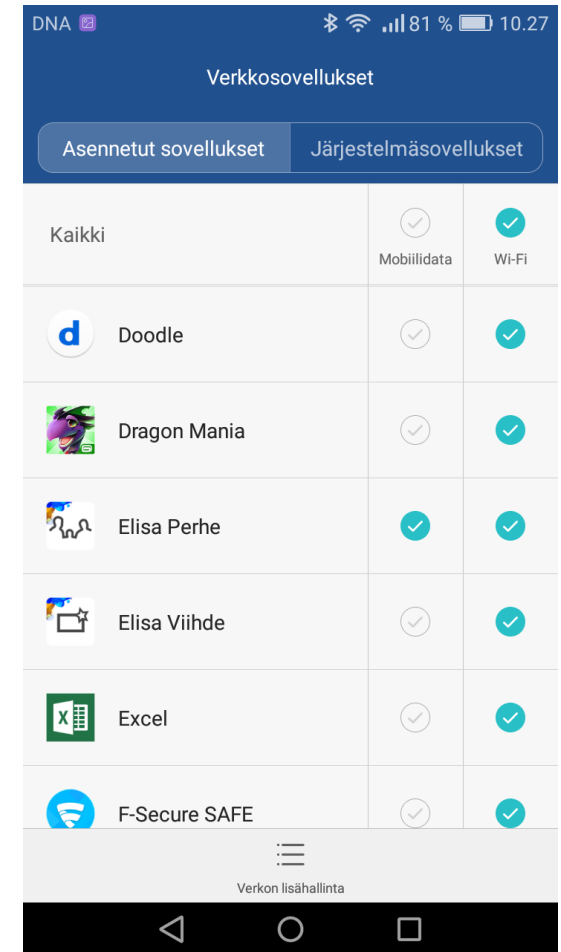 DNA 81 % 10.27
Verkkosovellukset
Asennetut sovellukset Järjestelmäsovellukset
Kaikki
Mobiilidata Wi-Fi
d Doodle
Dragon Mania
Elisa Perhe
Elisa Viihde
X Excel
F-Secure SAFE
Verkon lisähallinta